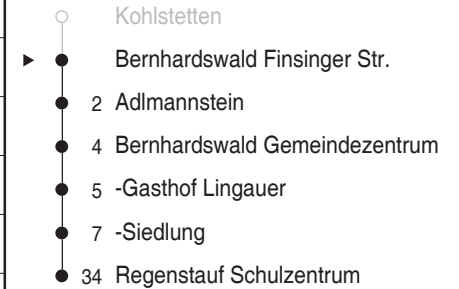 Kohlstetten
Bernhardswald Finsinger Str.
2 Adlmannstein
4 Bernhardswald Gemeindezentrum
5 -Gasthof Lingauer
7 -Siedlung
34 Regenstauf Schulzentrum